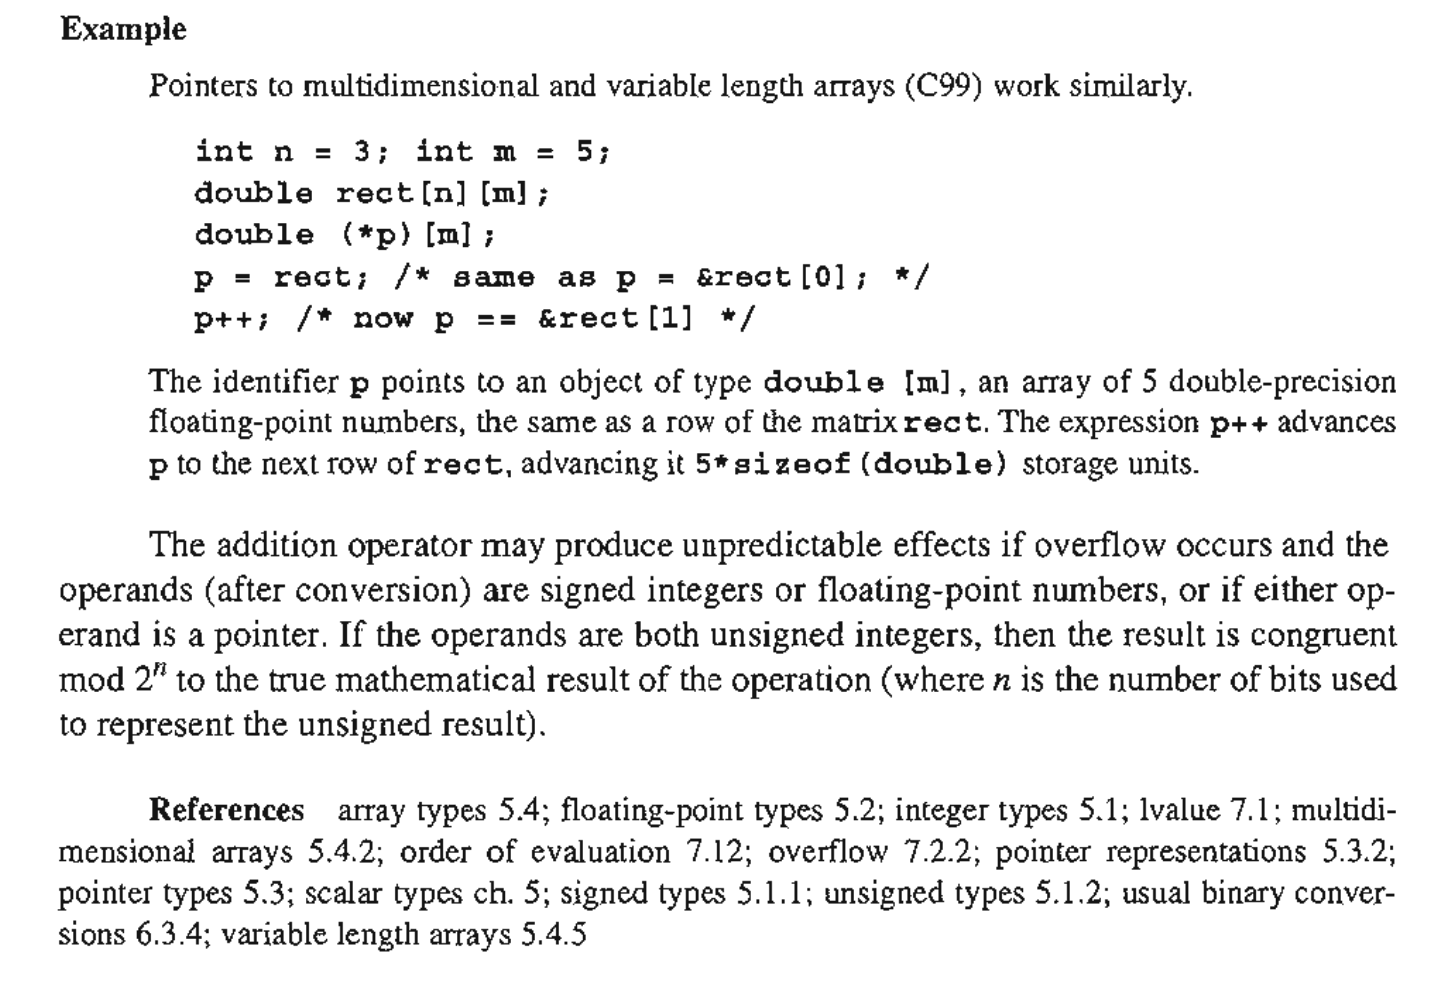 Example
Pointers to multidimensional and variable length arrays (C99) work similarly.
int n = 3; int m = 5;
double rect[n][m];
double (*p)[m];
p = rect; /* same as p = &rect[0]; */
p++; /* now p == &rect[1] */
The identifier p points to an object of type double [m], an array of 5 double-precision
floating-point numbers, the same as a row of the matrix rect. The expression p++ advances
p to the next row of rect, advancing it 5*sizeof(double) storage units.
The addition operator may produce unpredictable effects if overflow occurs and the
operands (after conversion) are signed integers or floating-point numbers, or if either op-
erand is a pointer. If the operands are both unsigned integers, then the result is congruent
mod 2ⁿ to the true mathematical result of the operation (where n is the number of bits used
to represent the unsigned result).
References array types 5.4; floating-point types 5.2; integer types 5.1; lvalue 7.1; multidi-
mensional arrays 5.4.2; order of evaluation 7.12; overflow 7.2.2; pointer representations 5.3.2;
pointer types 5.3; scalar types ch. 5; signed types 5.1.1; unsigned types 5.1.2; usual binary conver-
sions 6.3.4; variable length arrays 5.4.5